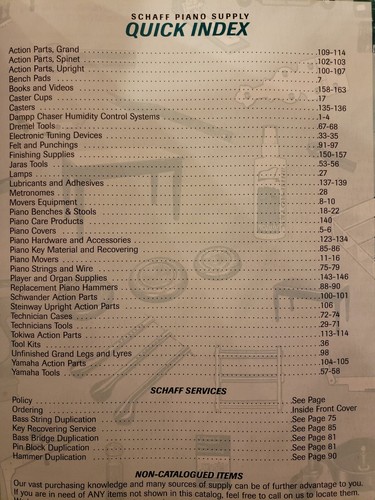 SCHAFF PIANO SUPPLY
QUICK INDEX
Action Parts, Grand 109-114
Action Parts, Spinet 102-103
Action Parts, Upright 100-107
Bench Pads 7
Books and Videos 158-163
Caster Cups 17
Casters 135-136
Dampp Chaser Humidity Control Systems 1-4
Dremel Tools 67-68
Electronic Tuning Devices 33-35
Felt and Punchings 91-97
Finishing Supplies 150-157
Jaras Tools 53-56
Lamps 27
Lubricants and Adhesives 137-139
Metronomes 28
Movers Equipment 8-10
Piano Benches & Stools 18-22
Piano Care Products 140
Piano Covers 5-6
Piano Hardware and Accessories 123-134
Piano Key Material and Recovering 85-86
Piano Movers 11-16
Piano Strings and Wire 75-79
Player and Organ Supplies 143-146
Replacement Piano Hammers 88-90
Schwander Action Parts 100-101
Steinway Upright Action Parts 106
Technician Cases 72-74
Technicians Tools 29-71
Tokiwa Action Parts 113-114
Tool Kits 36
Unfinished Grand Legs and Lyres 98
Yamaha Action Parts 104-105
Yamaha Tools 57-58
SCHAFF SERVICES
Policy See Page
Ordering Inside Front Cover
Bass String Duplication See Page 75
Key Recovering Service See Page 85
Bass Bridge Duplication See Page 81
Pin Block Duplication See Page 81
Hammer Duplication See Page 90
NON-CATALOGUED ITEMS
Our vast purchasing knowledge and many sources of supply can be of further advantage to you.
If you are in need of ANY items not shown in this catalog, feel free to call on us to locate them.